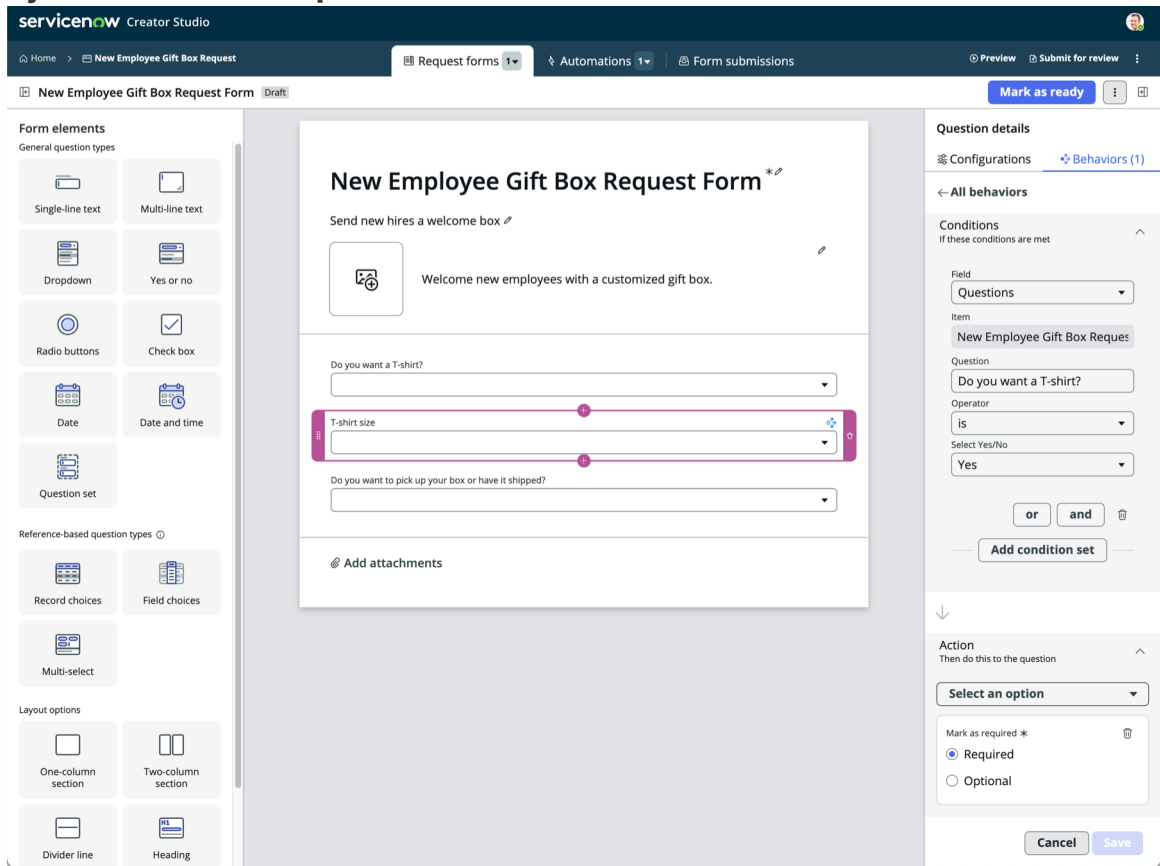 servicenow Creator Studio
Home > New Employee Gift Box Request
Request forms 1
Automations 1
Form submissions
Preview
Submit for review
New Employee Gift Box Request Form Draft
Mark as ready
Form elements
General question types
Single-line text
Multi-line text
Dropdown
Yes or no
Radio buttons
Check box
Date
Date and time
Question set
Reference-based question types
Record choices
Field choices
Multi-select
Layout options
One-column
section
Two-column
section
Divider line
H1
Heading
New Employee Gift Box Request Form *
Send new hires a welcome box
Welcome new employees with a customized gift box.
Do you want a T-shirt?
T-shirt size
Do you want to pick up your box or have it shipped?
Add attachments
Question details
Configurations
Behaviors (1)
← All behaviors
Conditions
If these conditions are met
Field
Questions
Item
New Employee Gift Box Reques
Question
Do you want a T-shirt?
Operator
is
Select Yes/No
Yes
or
and
Add condition set
Action
Then do this to the question
Select an option
Mark as required *
Required
Optional
Cancel
Save